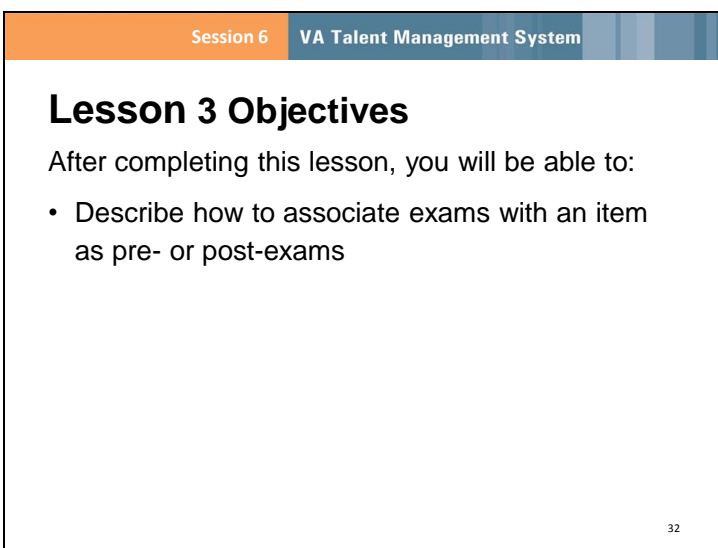 Session 6 VA Talent Management System
Lesson 3 Objectives
After completing this lesson, you will be able to:
• Describe how to associate exams with an item
as pre- or post-exams
32